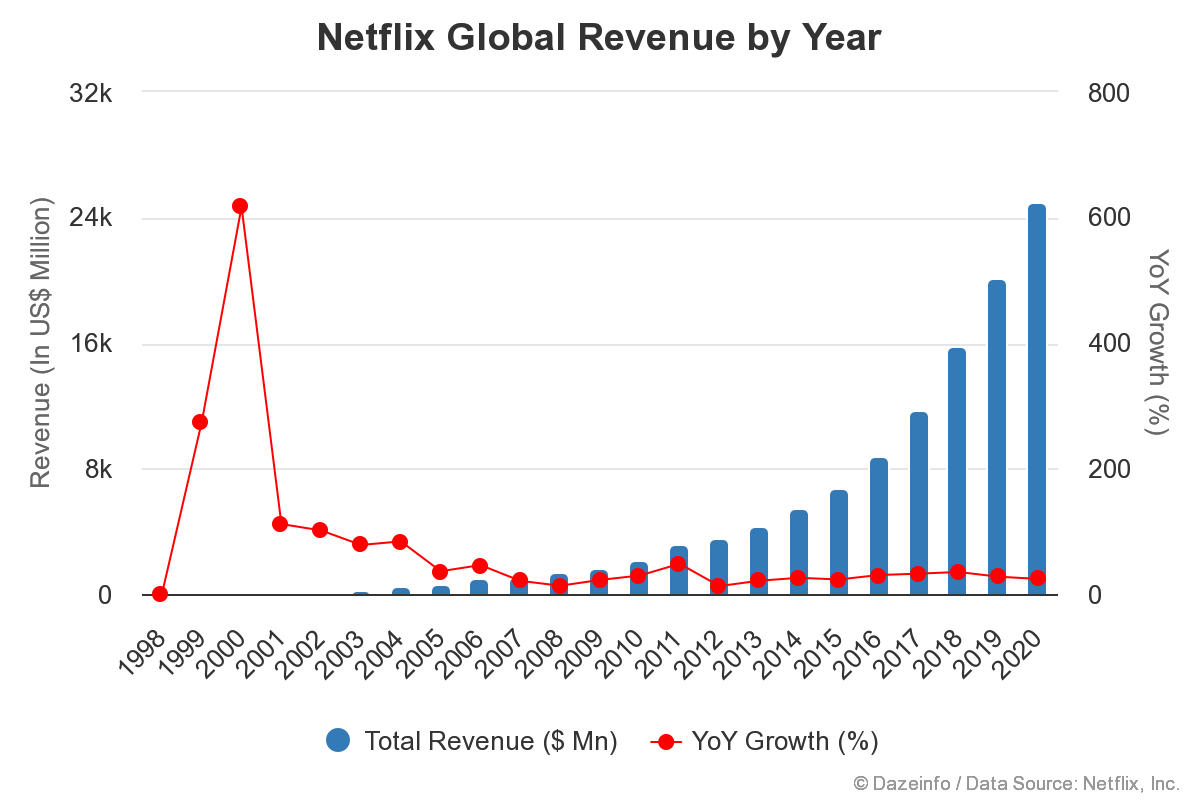 Netflix Global Revenue by Year
32k
24k
16k
8k
0
Revenue (In US$ Million)
800
600
400
200
0
YoY Growth (%)
1998
1999
2000
2001
2002
2003
2004
2005
2006
2007
2008
2009
2010
2011
2012
2013
2014
2015
2016
2017
2018
2019
2020
Total Revenue ($ Mn)
YoY Growth (%)
© Dazeinfo / Data Source: Netflix, Inc.